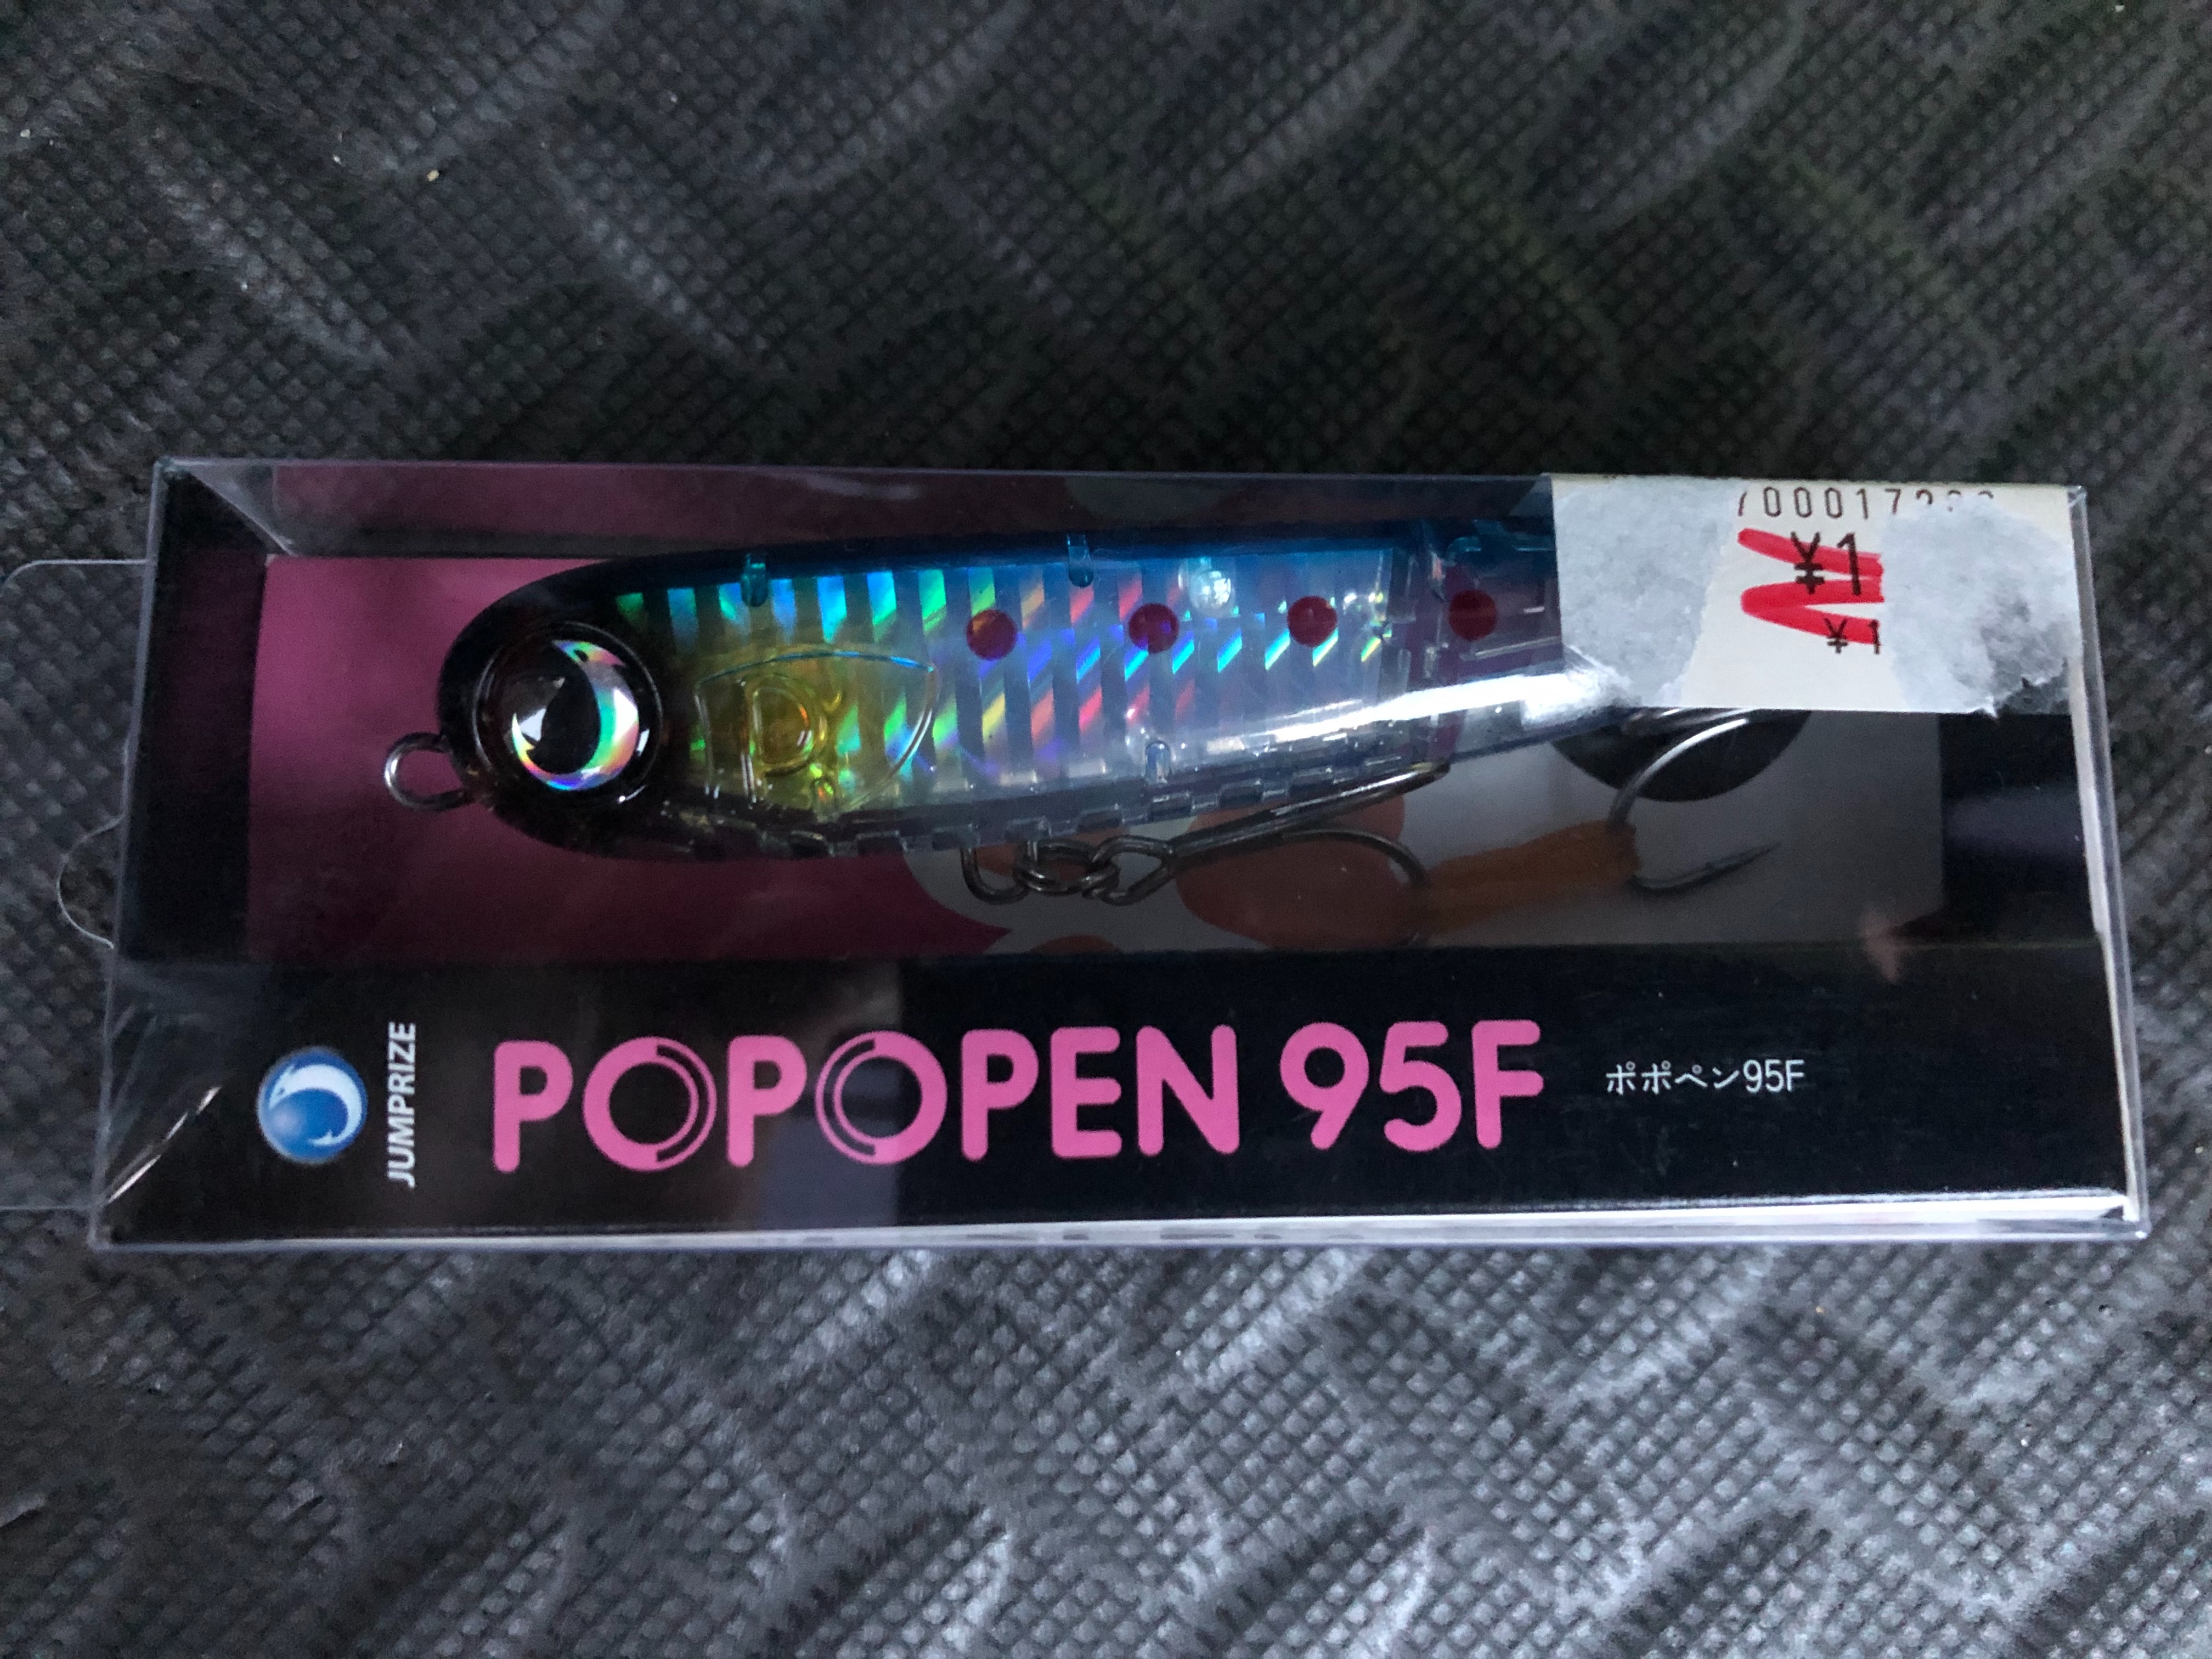 ¥1
¥1
JUMPRIZE
POPOPEN 95F
ポポペン95F